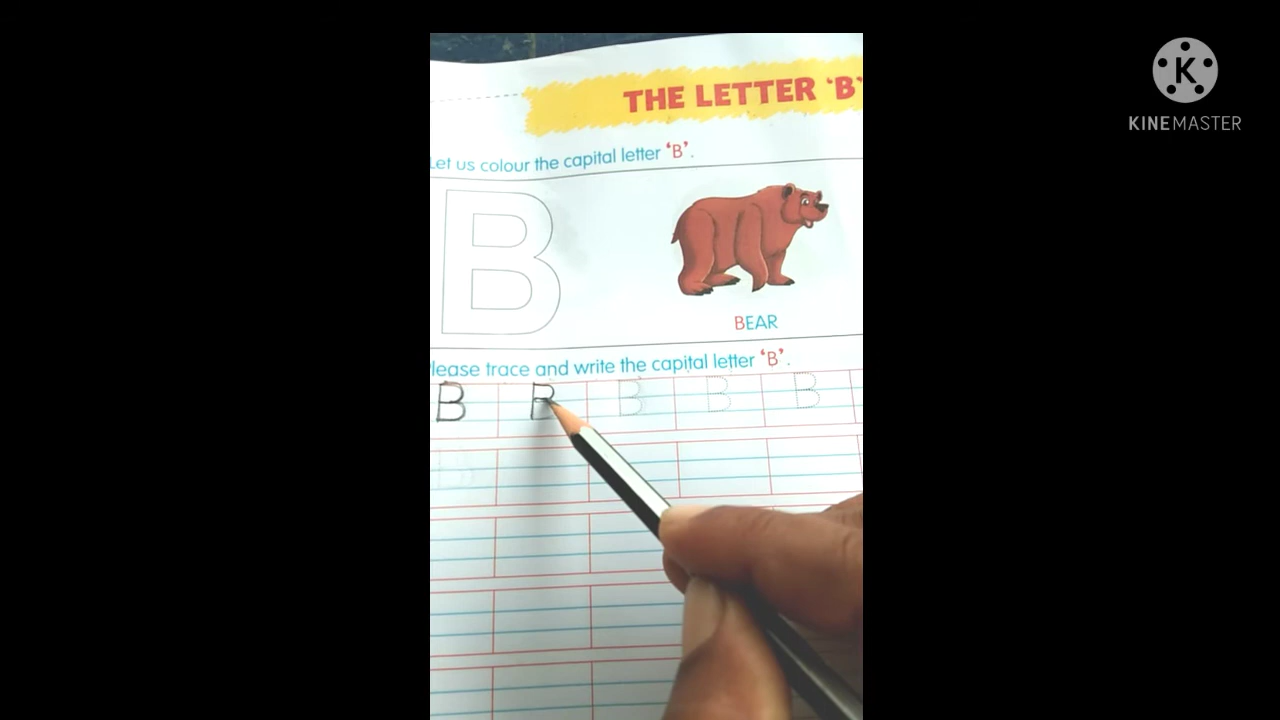 THE LETTER 'B'
Let us colour the capital letter 'B'.
B
BEAR
lease trace and write the capital letter 'B'.
B B B B B
K
KINEMASTER